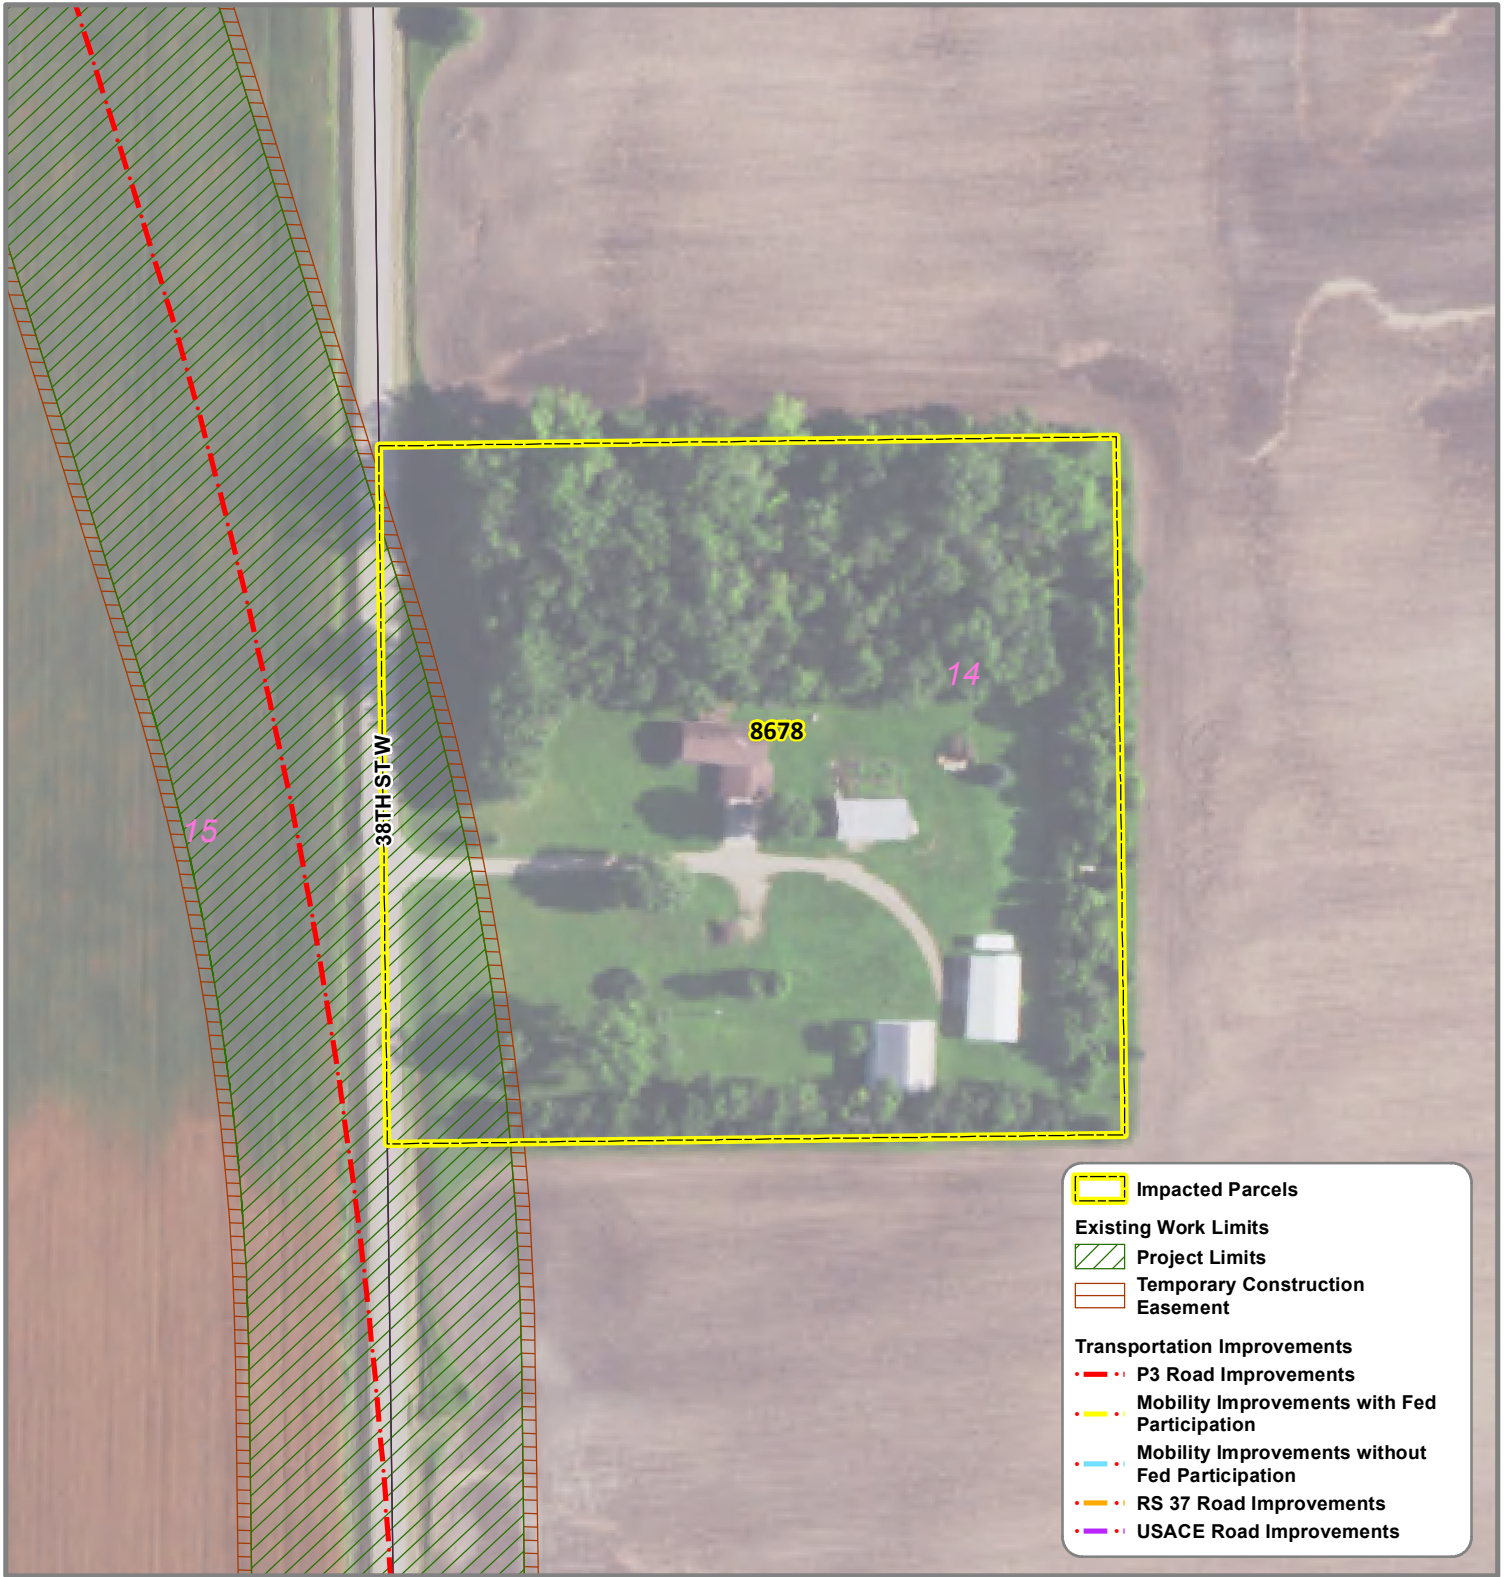 14
8678
38TH ST W
15
Impacted Parcels
Existing Work Limits
Project Limits
Temporary Construction
Easement
Transportation Improvements
P3 Road Improvements
Mobility Improvements with Fed
Participation
Mobility Improvements without
Fed Participation
RS 37 Road Improvements
USACE Road Improvements